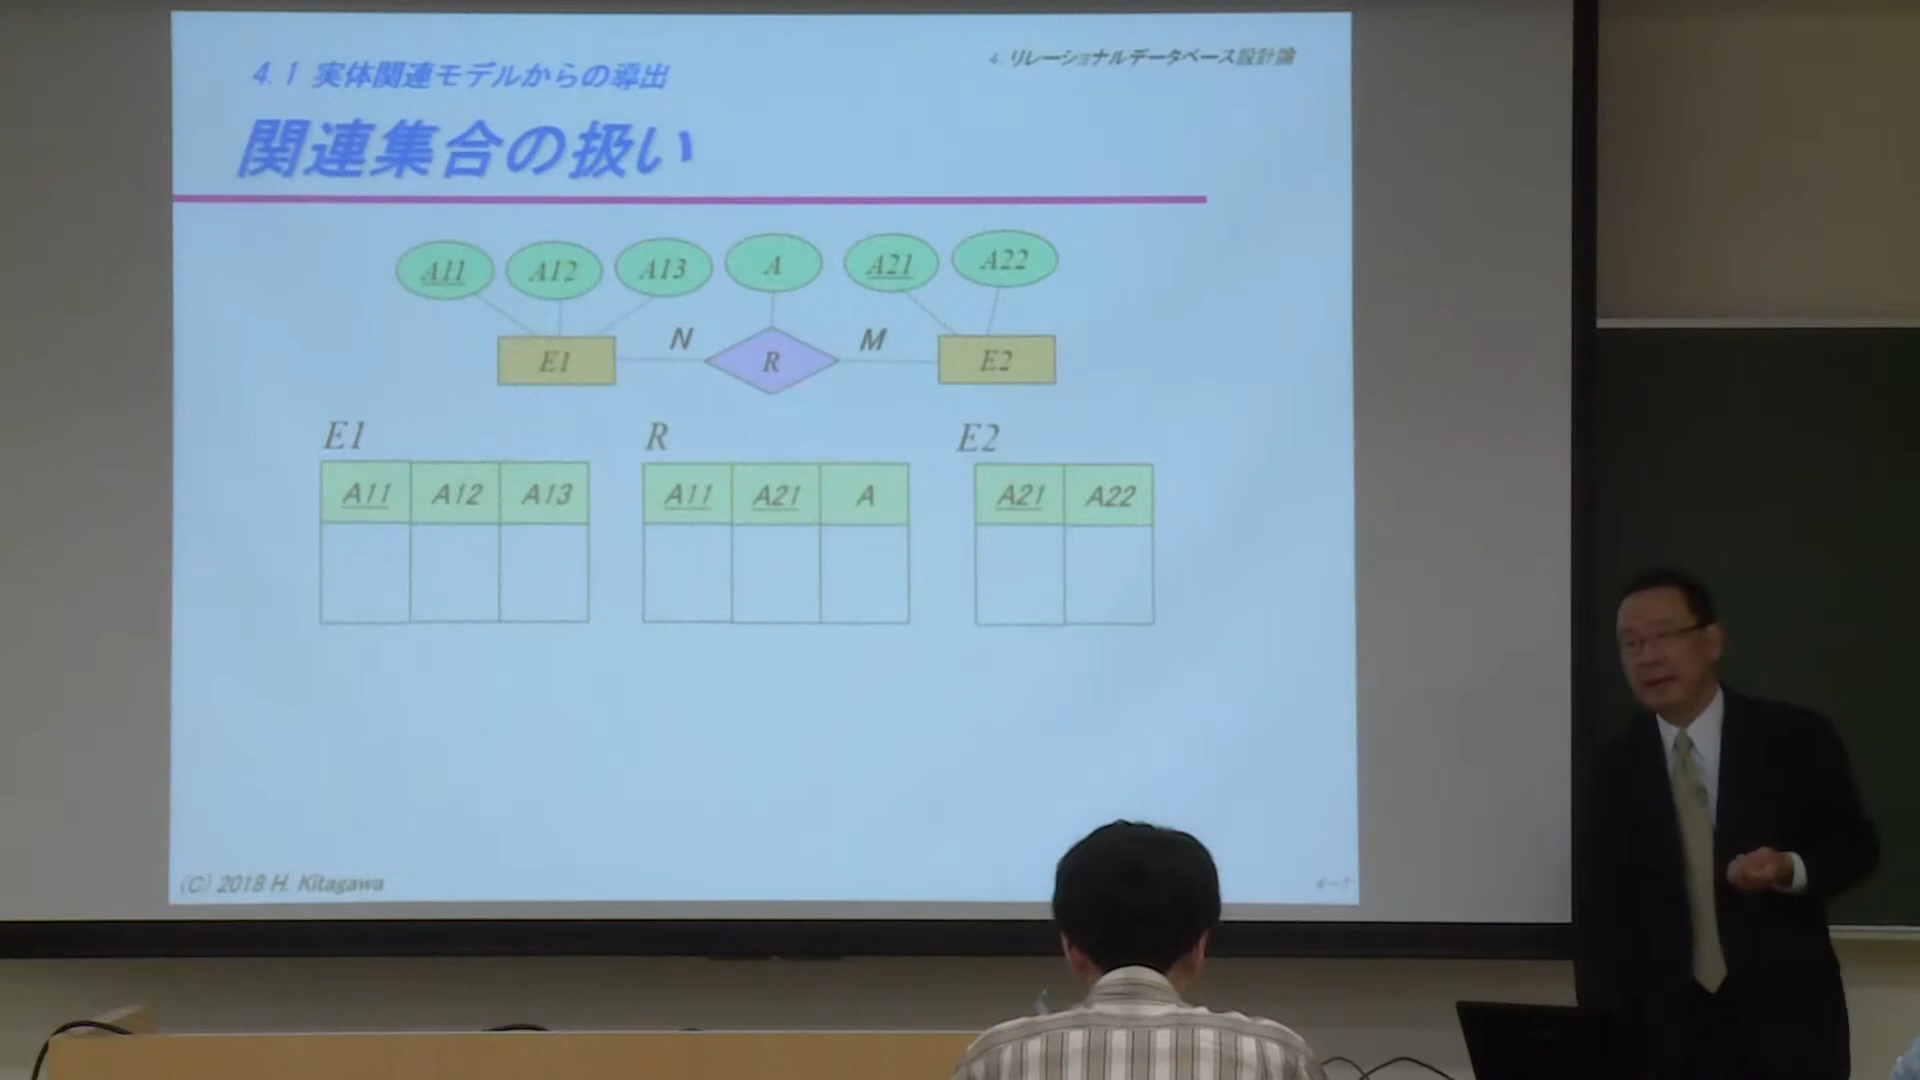 4. リレーショナルデータベース設計論
4.1 実体関連モデルからの導出
関連集合の扱い
A11 A12 A13 A A21 A22
N M
E1 R E2
E1 R E2
A11 A12 A13 A11 A21 A A21 A22
(C) 2018 H. Kitagawa